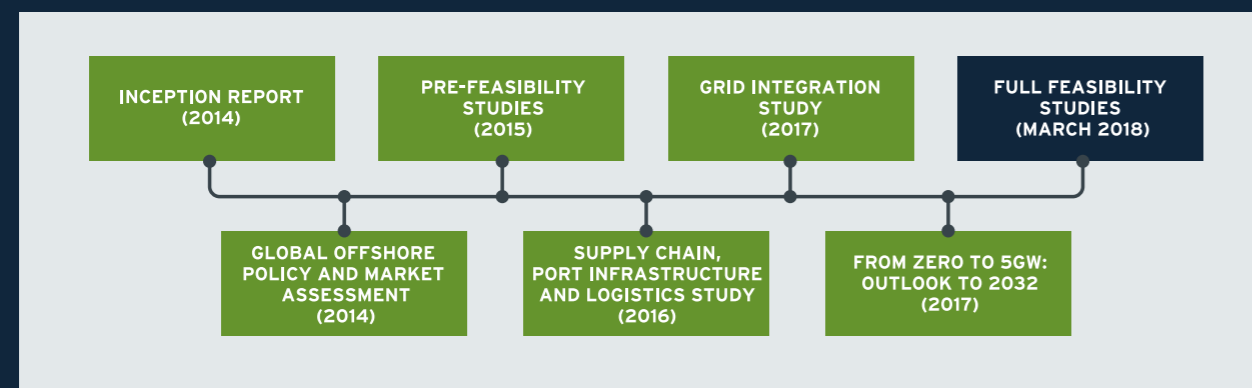 INCEPTION REPORT
(2014)
PRE-FEASIBILITY
STUDIES
(2015)
GRID INTEGRATION
STUDY
(2017)
FULL FEASIBILITY
STUDIES
(MARCH 2018)
GLOBAL OFFSHORE
POLICY AND MARKET
ASSESSMENT
(2014)
SUPPLY CHAIN,
PORT INFRASTRUCTURE
AND LOGISTICS STUDY
(2016)
FROM ZERO TO 5GW:
OUTLOOK TO 2032
(2017)